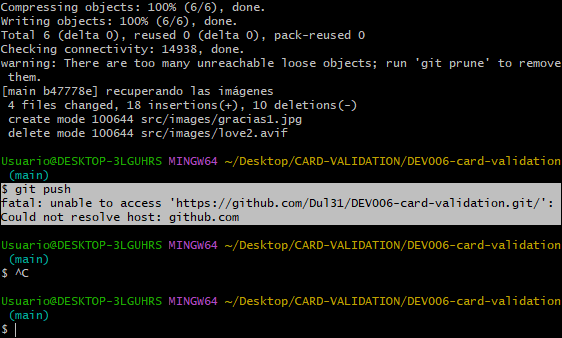 Compressing objects: 100% (6/6), done.
Writing objects: 100% (6/6), done.
Total 6 (delta 0), reused 0 (delta 0), pack-reused 0
Checking connectivity: 14938, done.
warning: There are too many unreachable loose objects; run 'git prune' to remove
them.
[main b47778e] recuperando las imágenes
4 files changed, 18 insertions(+), 10 deletions(-)
create mode 100644 src/images/gracias1.jpg
delete mode 100644 src/images/love2.avif
Usuario@DESKTOP-3LGUHRS MINGW64 ~/Desktop/CARD-VALIDATION/DEV006-card-validation
(main)
$ git push
fatal: unable to access 'https://github.com/Dul31/DEV006-card-validation.git/':
Could not resolve host: github.com
Usuario@DESKTOP-3LGUHRS MINGW64 ~/Desktop/CARD-VALIDATION/DEV006-card-validation
(main)
$ ^C
Usuario@DESKTOP-3LGUHRS MINGW64 ~/Desktop/CARD-VALIDATION/DEV006-card-validation
(main)
$